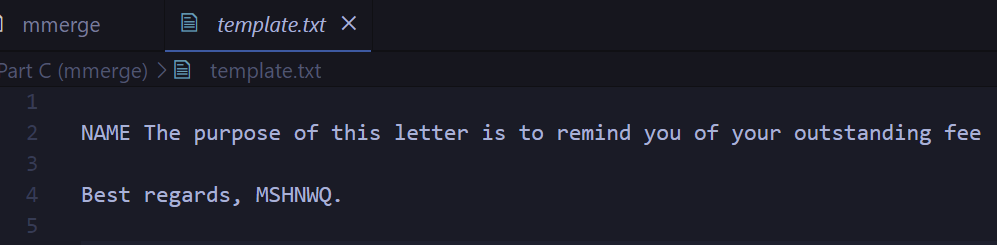 mmerge
template.txt
Part C (mmerge) > template.txt
1
2 NAME The purpose of this letter is to remind you of your outstanding fee
3
4 Best regards, MSHNWQ.
5